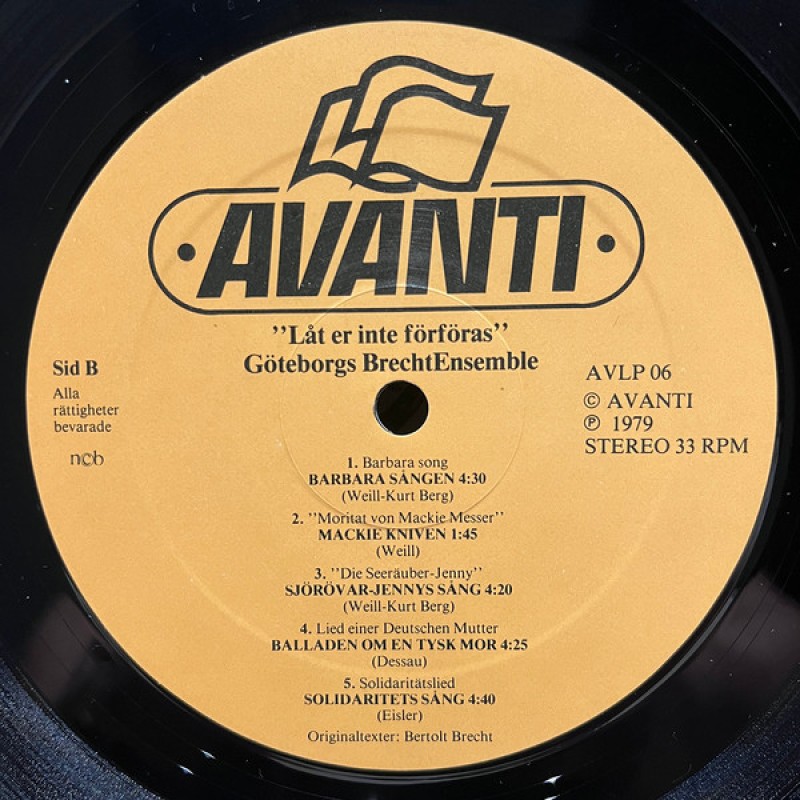 AVANTI
''Låt er inte förföras''
Göteborgs BrechtEnsemble
Sid B
Alla
rättigheter
bevarade
ncb
AVLP 06
© AVANTI
℗ 1979
STEREO 33 RPM
1. Barbara song
BARBARA SÅNGEN 4:30
(Weill-Kurt Berg)
2. ''Moritat von Mackie Messer''
MACKIE KNIVEN 1:45
(Weill)
3. ''Die Seeräuber-Jenny''
SJÖRÖVAR-JENNYS SÅNG 4:20
(Weill-Kurt Berg)
4. Lied einer Deutschen Mutter
BALLADEN OM EN TYSK MOR 4:25
(Dessau)
5. Solidaritätslied
SOLIDARITETS SÅNG 4:40
(Eisler)
Originaltexter: Bertolt Brecht